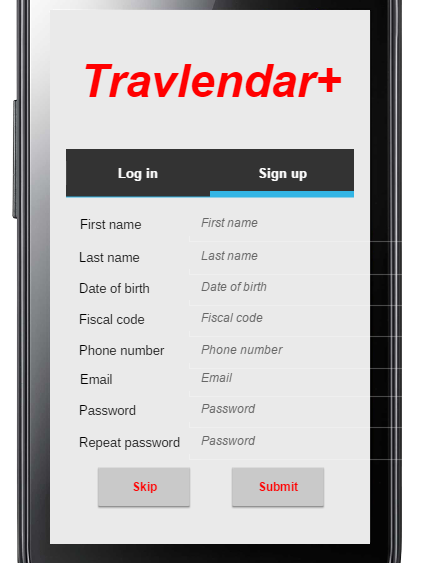 Travlendar+
Log in Sign up
First name First name
Last name Last name
Date of birth Date of birth
Fiscal code Fiscal code
Phone number Phone number
Email Email
Password Password
Repeat password Password
Skip Submit